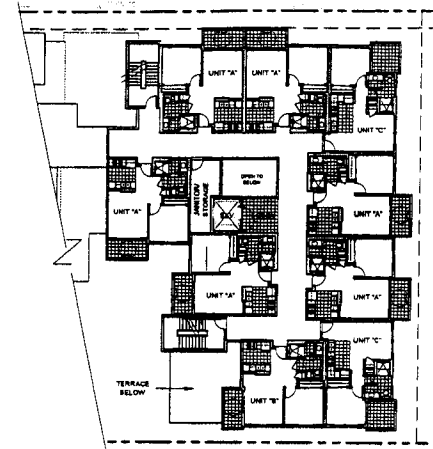 UNIT "A"
UNIT "A"
UNIT "C"
OPEN TO
BELOW
JANITOR/
STORAGE
UNIT "A"
UNIT "A"
ELEV
UNIT "A"
UNIT "A"
UNIT "C"
TERRACE
BELOW
UNIT "B"